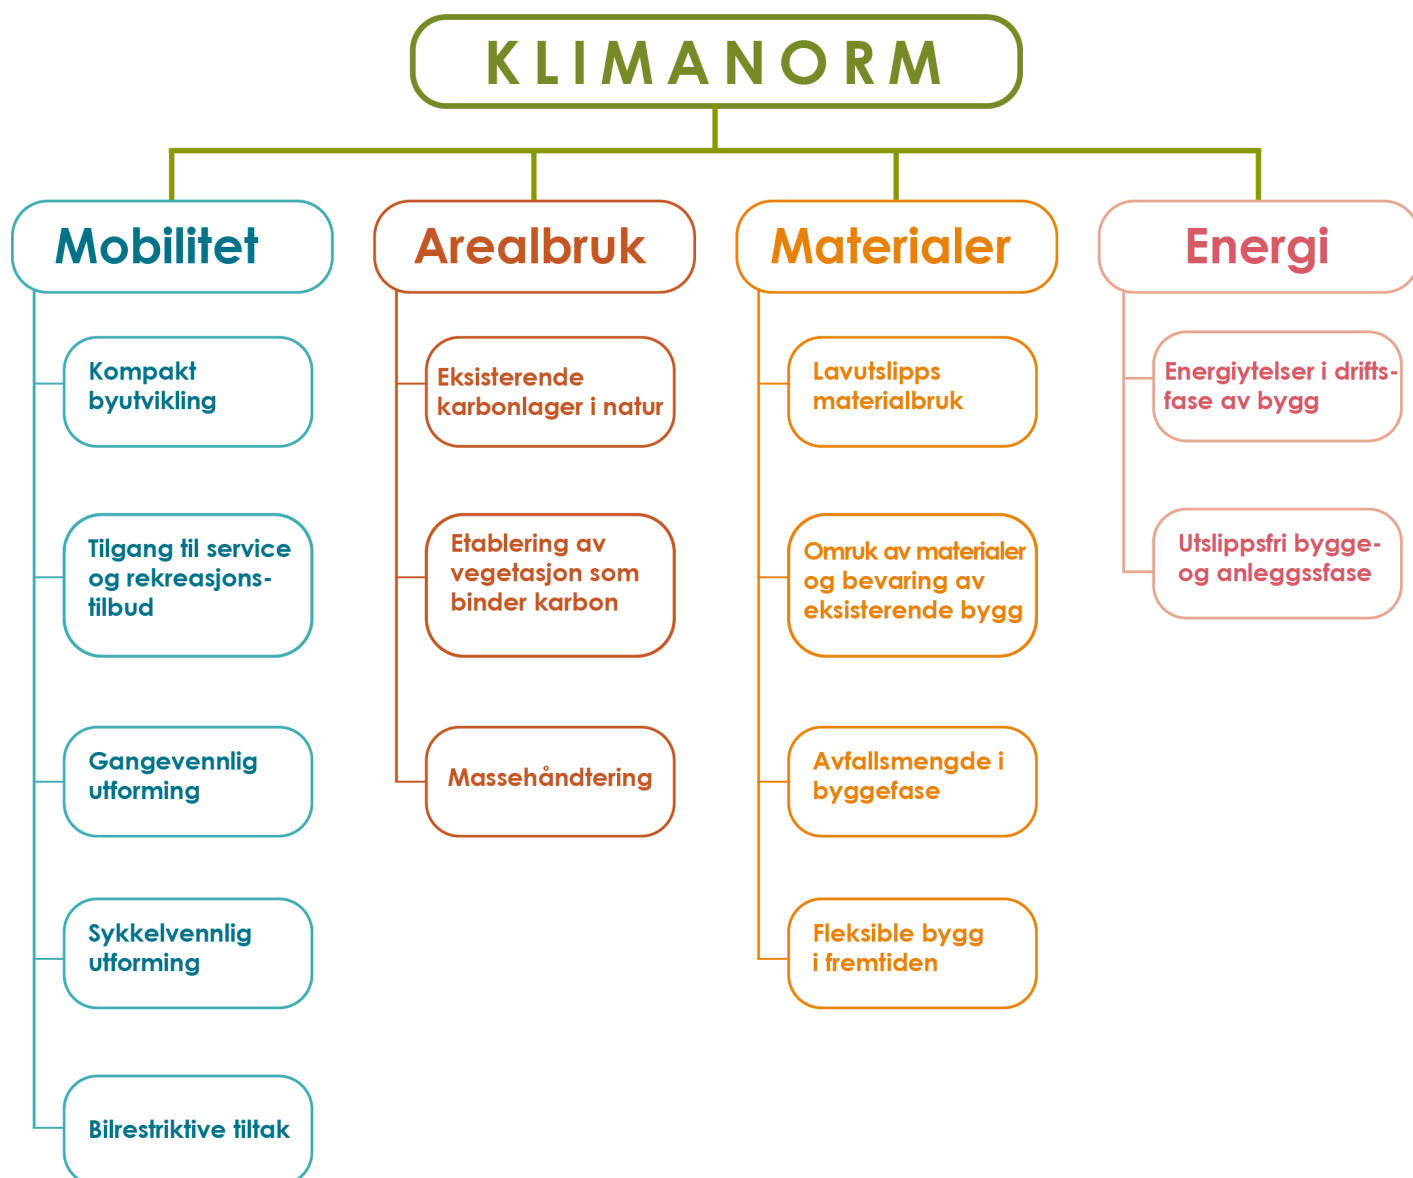 KLIMANORM
Mobilitet
Kompakt
byutvikling
Tilgang til service
og rekreasjons-
tilbud
Gangevennlig
utforming
Sykkelvennlig
utforming
Bilrestriktive tiltak
Arealbruk
Eksisterende
karbonlager i natur
Etablering av
vegetasjon som
binder karbon
Massehåndtering
Materialer
Lavutslipps
materialbruk
Omruk av materialer
og bevaring av
eksisterende bygg
Avfallsmengde i
byggefase
Fleksible bygg
i fremtiden
Energi
Energiytelser i drifts-
fase av bygg
Utslippsfri bygge-
og anleggssfase